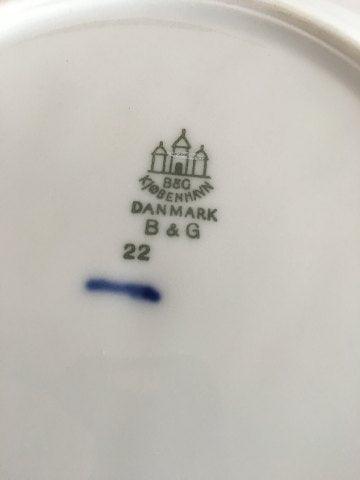 B&G
KJØBENHAVN
DANMARK
B & G
22